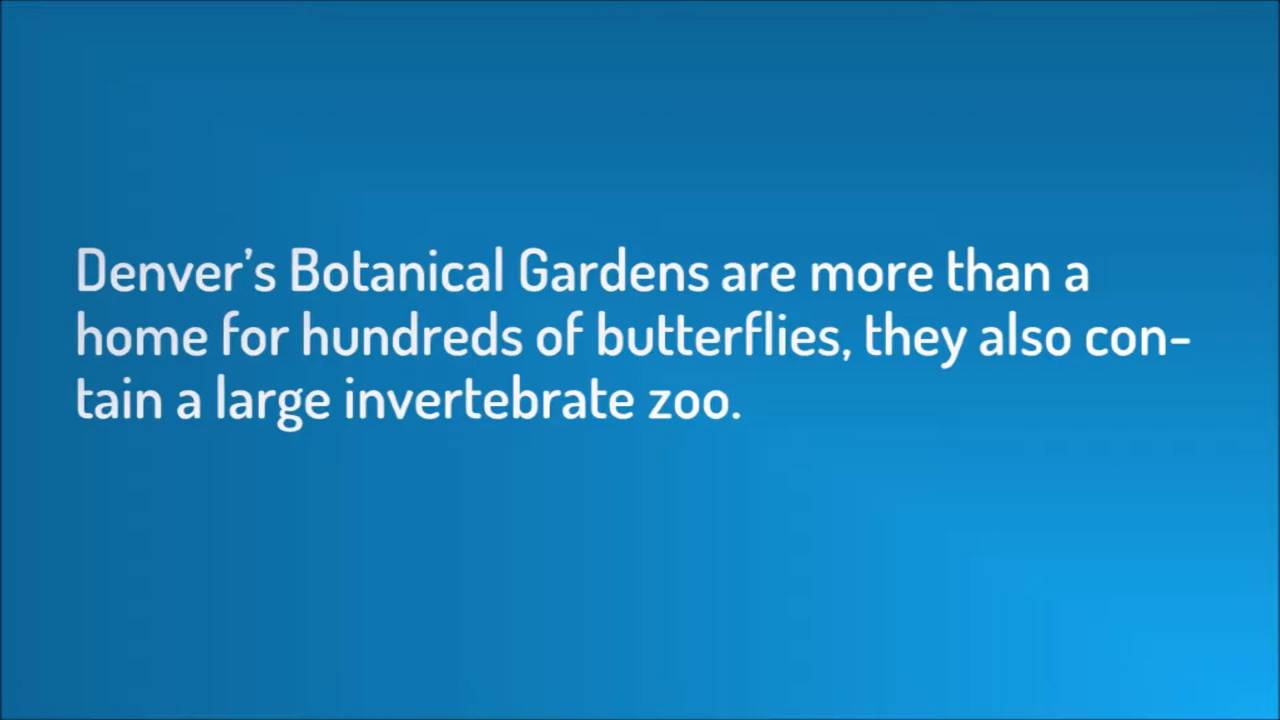 Denver’s Botanical Gardens are more than a
home for hundreds of butterflies, they also con-
tain a large invertebrate zoo.